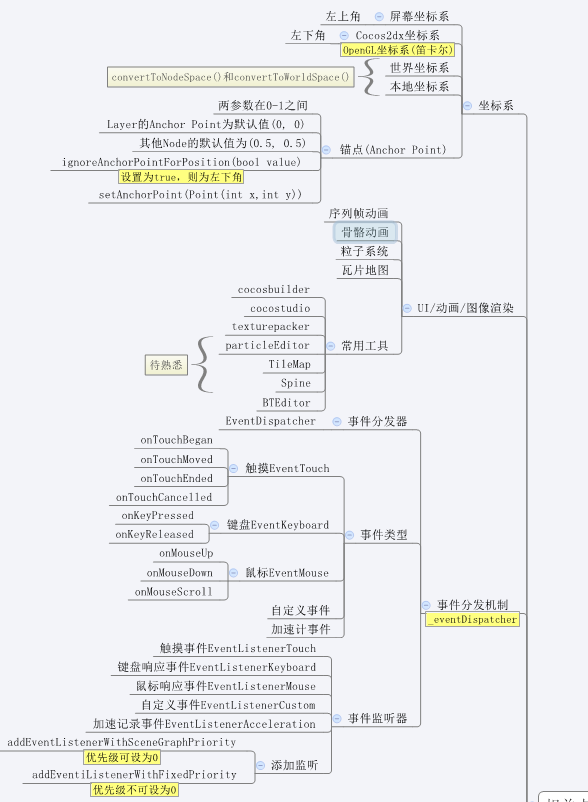 左上角
屏幕坐标系
左下角
Cocos2dx坐标系
OpenGL坐标系(笛卡尔)
世界坐标系
convertToNodeSpace()和convertToWorldSpace()
本地坐标系
坐标系
两参数在0-1之间
Layer的Anchor Point为默认值(0, 0)
其他Node的默认值为(0.5, 0.5)
锚点(Anchor Point)
ignoreAnchorPointForPosition(bool value)
设置为true，则为左下角
setAnchorPoint(Point(int x,int y))
序列帧动画
骨骼动画
粒子系统
瓦片地图
UI/动画/图像渲染
cocosbuilder
cocostudio
texturepacker
particleEditor
常用工具
待熟悉
TileMap
Spine
BTEditor
EventDispatcher
事件分发器
onTouchBegan
onTouchMoved
触摸EventTouch
onTouchEnded
onTouchCancelled
onKeyPressed
键盘EventKeyboard
onKeyReleased
事件类型
onMouseUp
onMouseDown
鼠标EventMouse
onMouseScroll
自定义事件
加速计事件
事件分发机制
_eventDispatcher
触摸事件EventListenerTouch
键盘响应事件EventListenerKeyboard
鼠标响应事件EventListenerMouse
自定义事件EventListenerCustom
加速记录事件EventListenerAcceleration
事件监听器
addEventListenerWithSceneGraphPriority
优先级可设为0
添加监听
addEventiListenerWithFixedPriority
优先级不可设为0